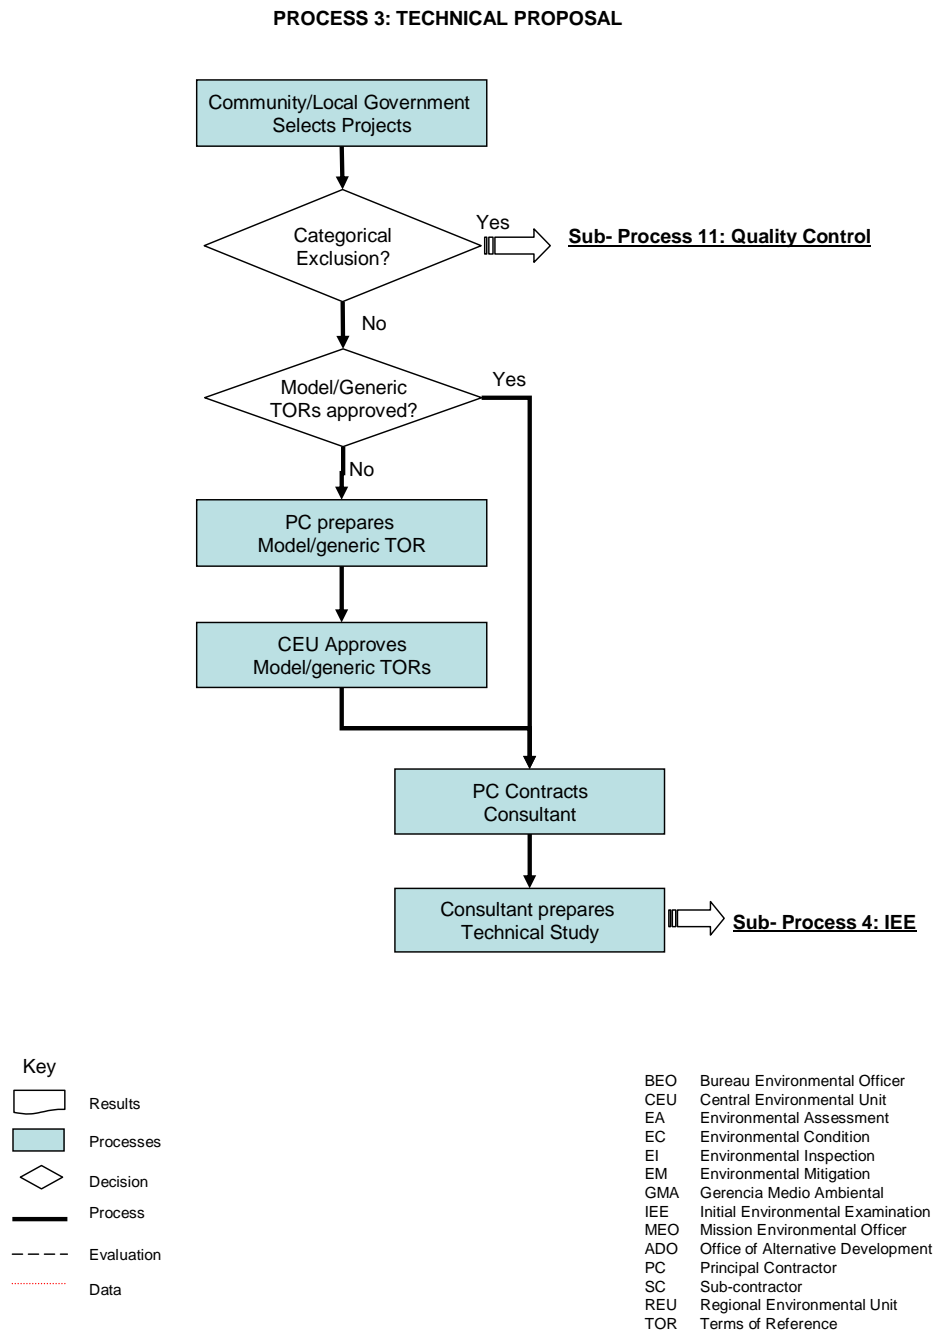 PROCESS 3: TECHNICAL PROPOSAL
Community/Local Government
Selects Projects
Categorical
Exclusion?
Yes
Sub- Process 11: Quality Control
No
Model/Generic
TORs approved?
Yes
No
PC prepares
Model/generic TOR
CEU Approves
Model/generic TORs
PC Contracts
Consultant
Consultant prepares
Technical Study
Sub- Process 4: IEE
Key
Results
Processes
Decision
Process
Evaluation
Data
BEO Bureau Environmental Officer
CEU Central Environmental Unit
EA Environmental Assessment
EC Environmental Condition
EI Environmental Inspection
EM Environmental Mitigation
GMA Gerencia Medio Ambiental
IEE Initial Environmental Examination
MEO Mission Environmental Officer
ADO Office of Alternative Development
PC Principal Contractor
SC Sub-contractor
REU Regional Environmental Unit
TOR Terms of Reference